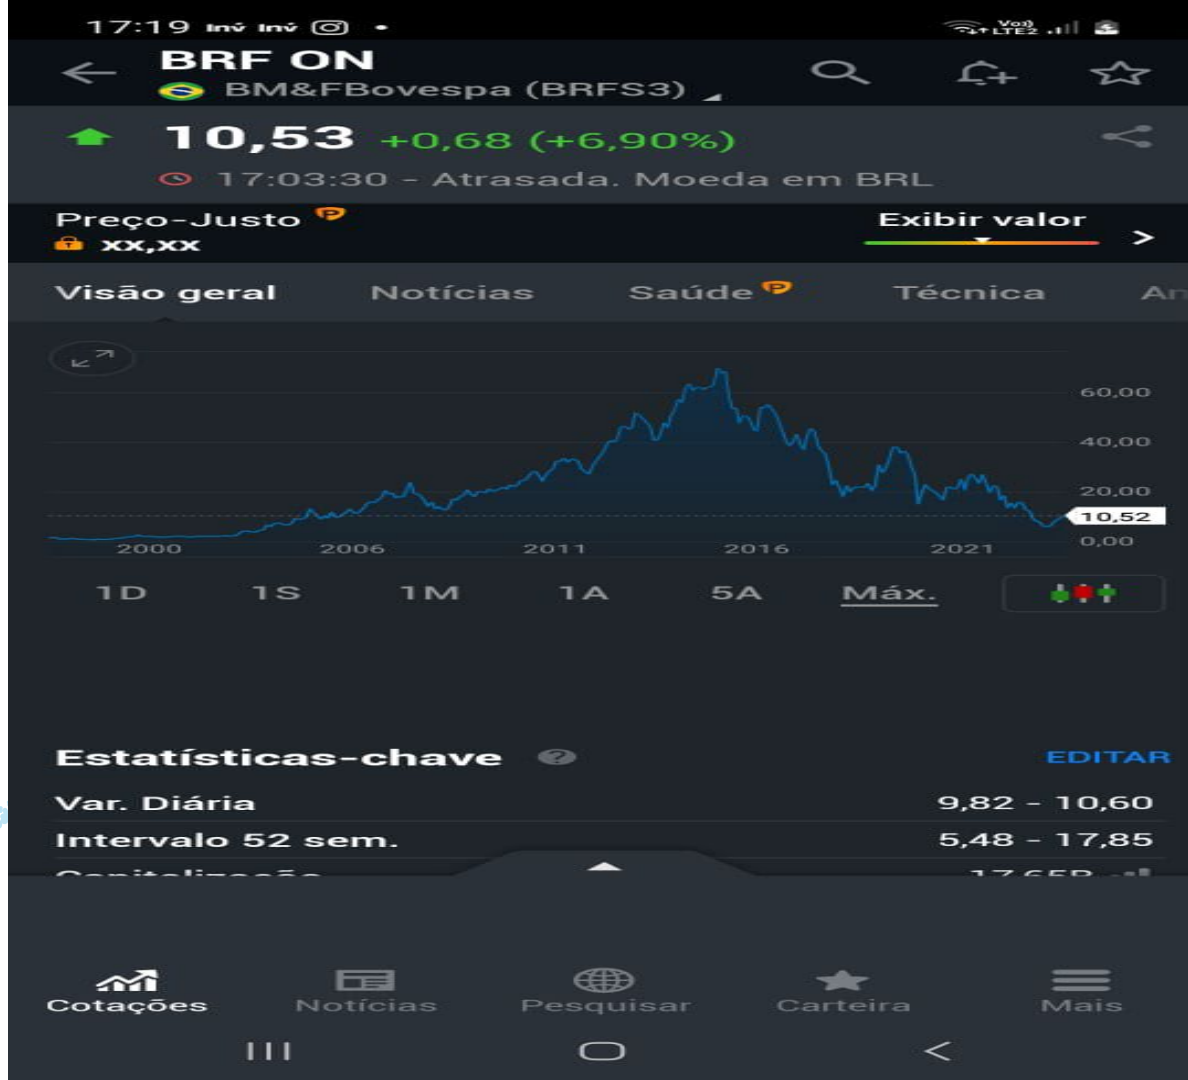 17:19
Vo))
LTE2
BRF ON
BM&FBovespa (BRFS3)
10,53 +0,68 (+6,90%)
17:03:30 - Atrasada. Moeda em BRL
Preço-Justo P
Exibir valor
xx,xx
Visão geral Notícias Saúde P Técnica An
60,00
40,00
20,00
10,52
0,00
2000 2006 2011 2016 2021
1D 1S 1M 1A 5A Máx.
Estatísticas-chave ? EDITAR
Var. Diária 9,82 - 10,60
Intervalo 52 sem. 5,48 - 17,85
Cotações Notícias Pesquisar Carteira Mais